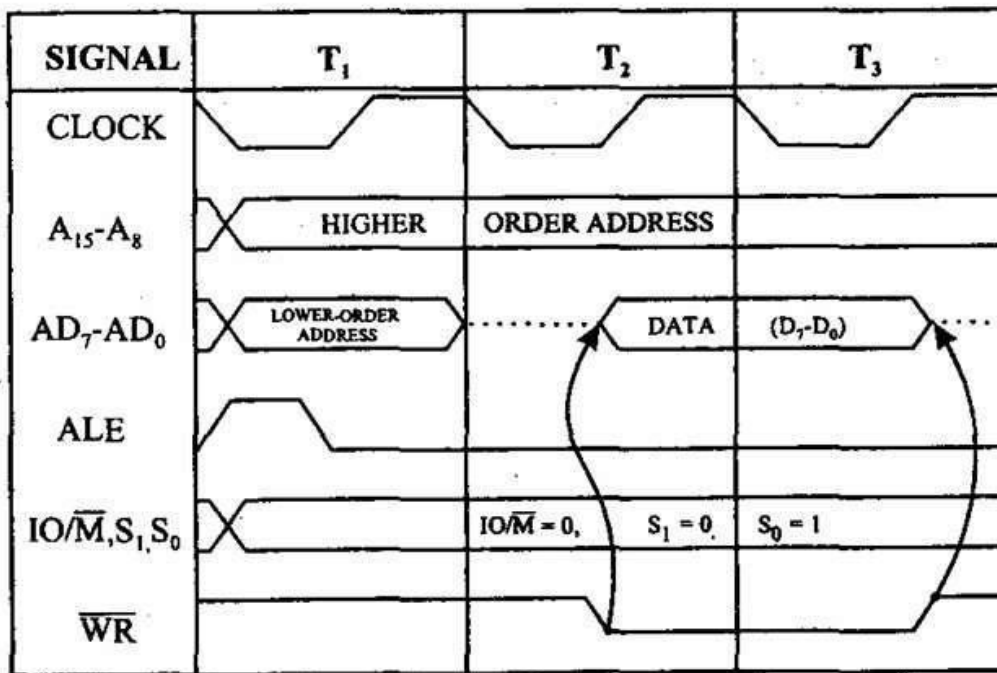 SIGNAL T₁ T₂ T₃
CLOCK
A₁₅-A₈ HIGHER ORDER ADDRESS
AD₇-AD₀ LOWER-ORDER ADDRESS DATA (D₇-D₀)
ALE
IO/M̅,S₁,S₀ IO/M̅ = 0, S₁ = 0, S₀ = 1
W̅R̅